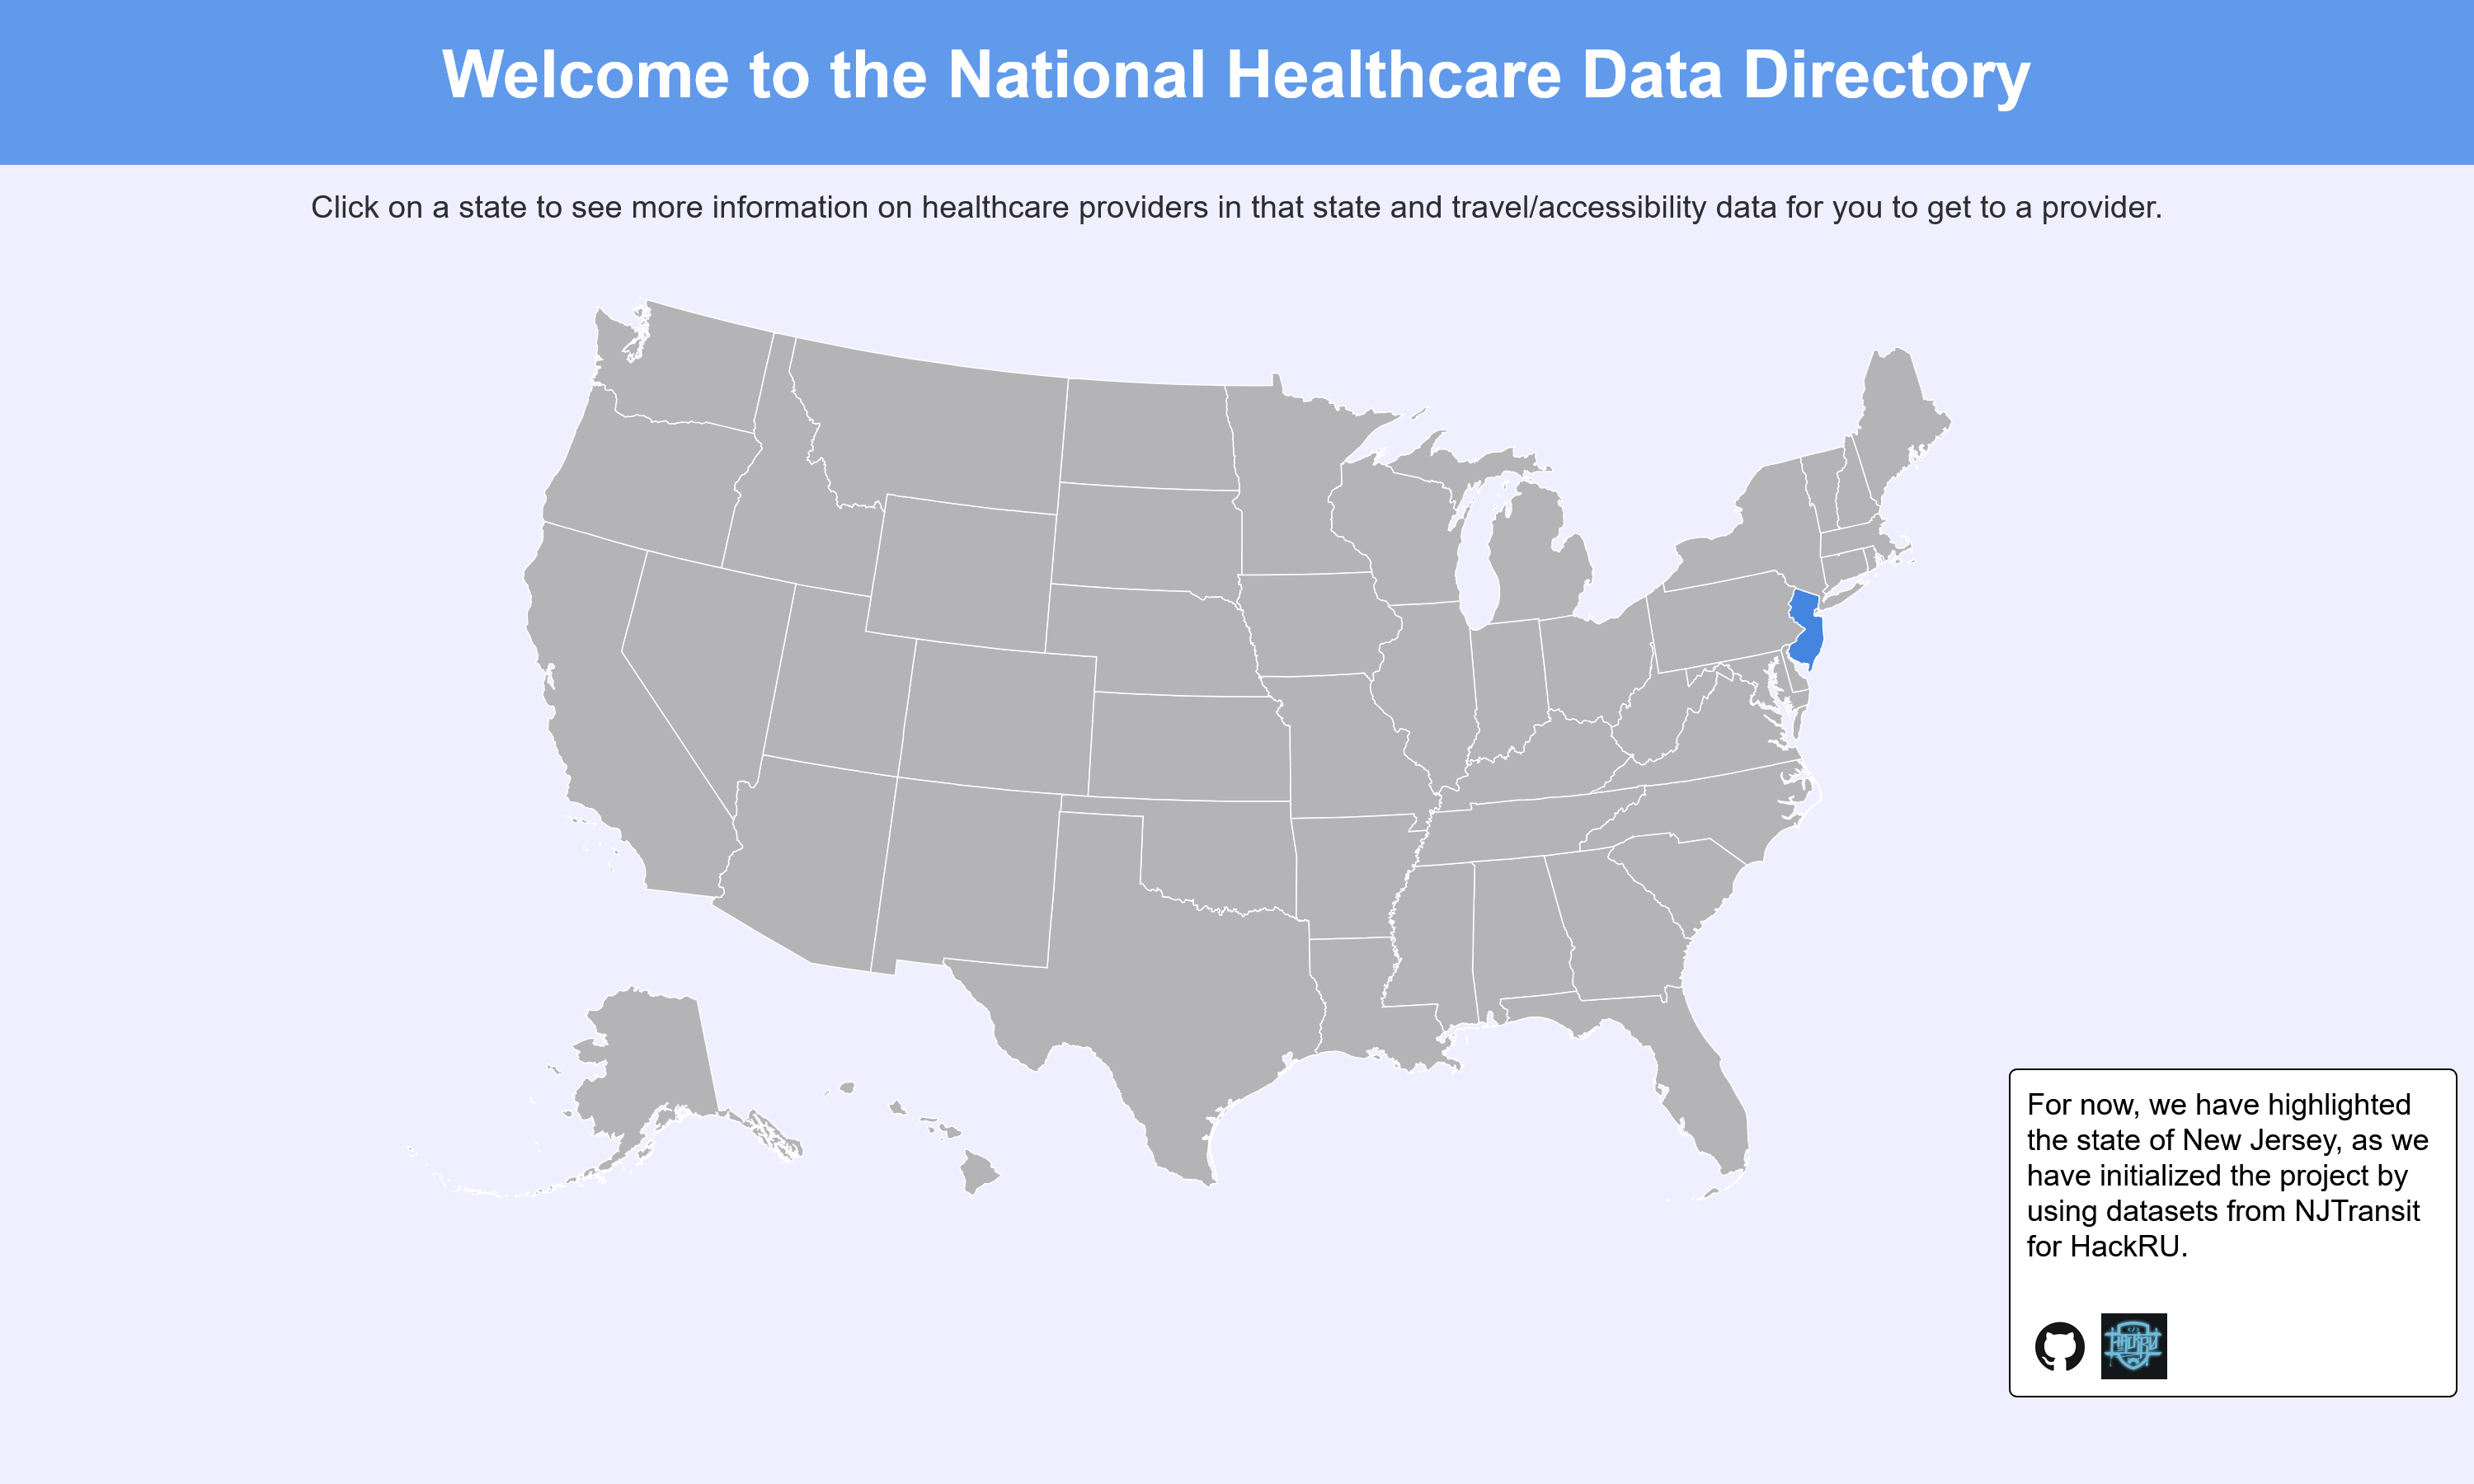 Welcome to the National Healthcare Data Directory
Click on a state to see more information on healthcare providers in that state and travel/accessibility data for you to get to a provider.
For now, we have highlighted
the state of New Jersey, as we
have initialized the project by
using datasets from NJTransit
for HackRU.
HACKRU